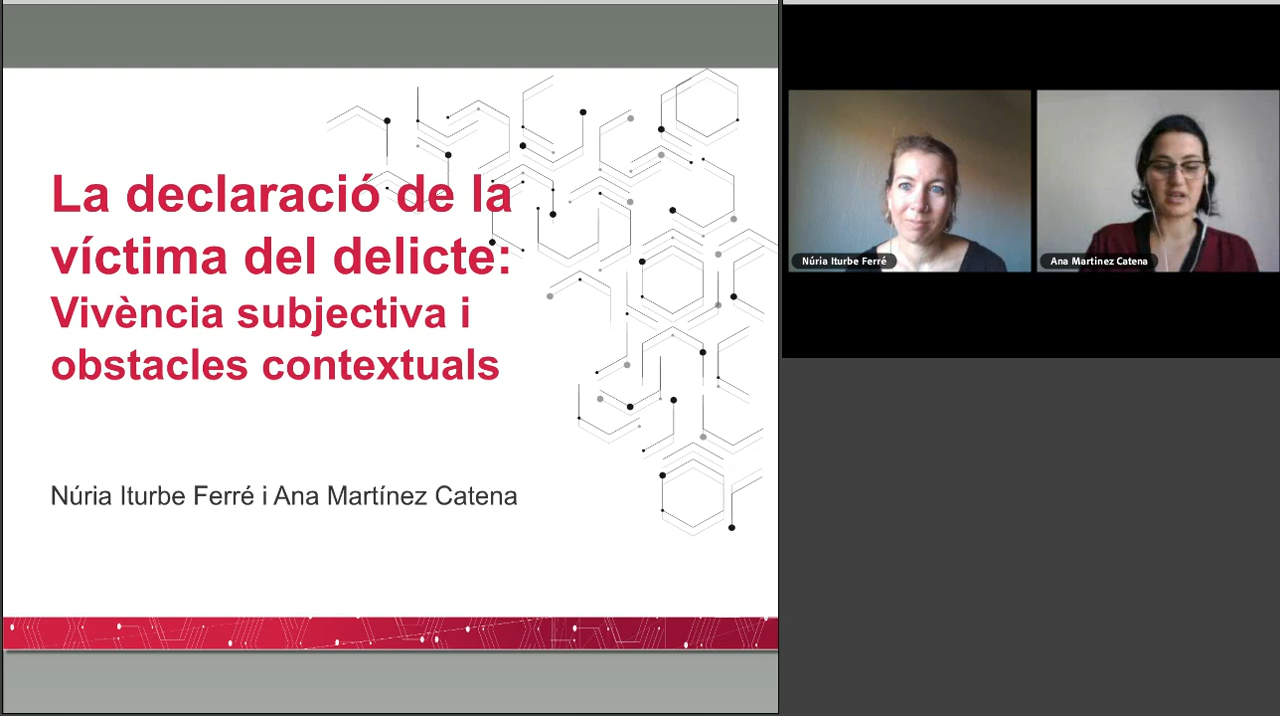 La declaració de la
víctima del delicte:
Vivència subjectiva i
obstacles contextuals
Núria Iturbe Ferré i Ana Martínez Catena
Núria Iturbe Ferré
Ana Martinez Catena